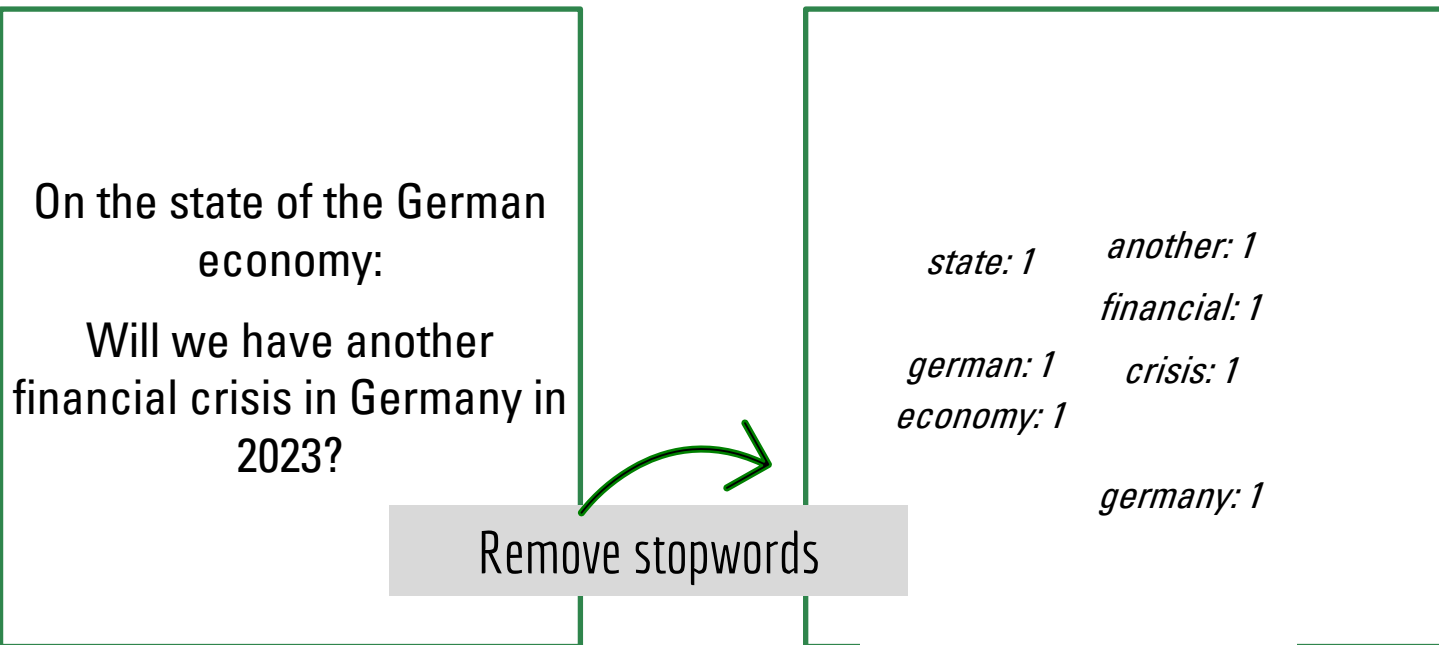 On the state of the German
economy:
Will we have another
financial crisis in Germany in
2023?
Remove stopwords
state: 1
german: 1
economy: 1
another: 1
financial: 1
crisis: 1
germany: 1